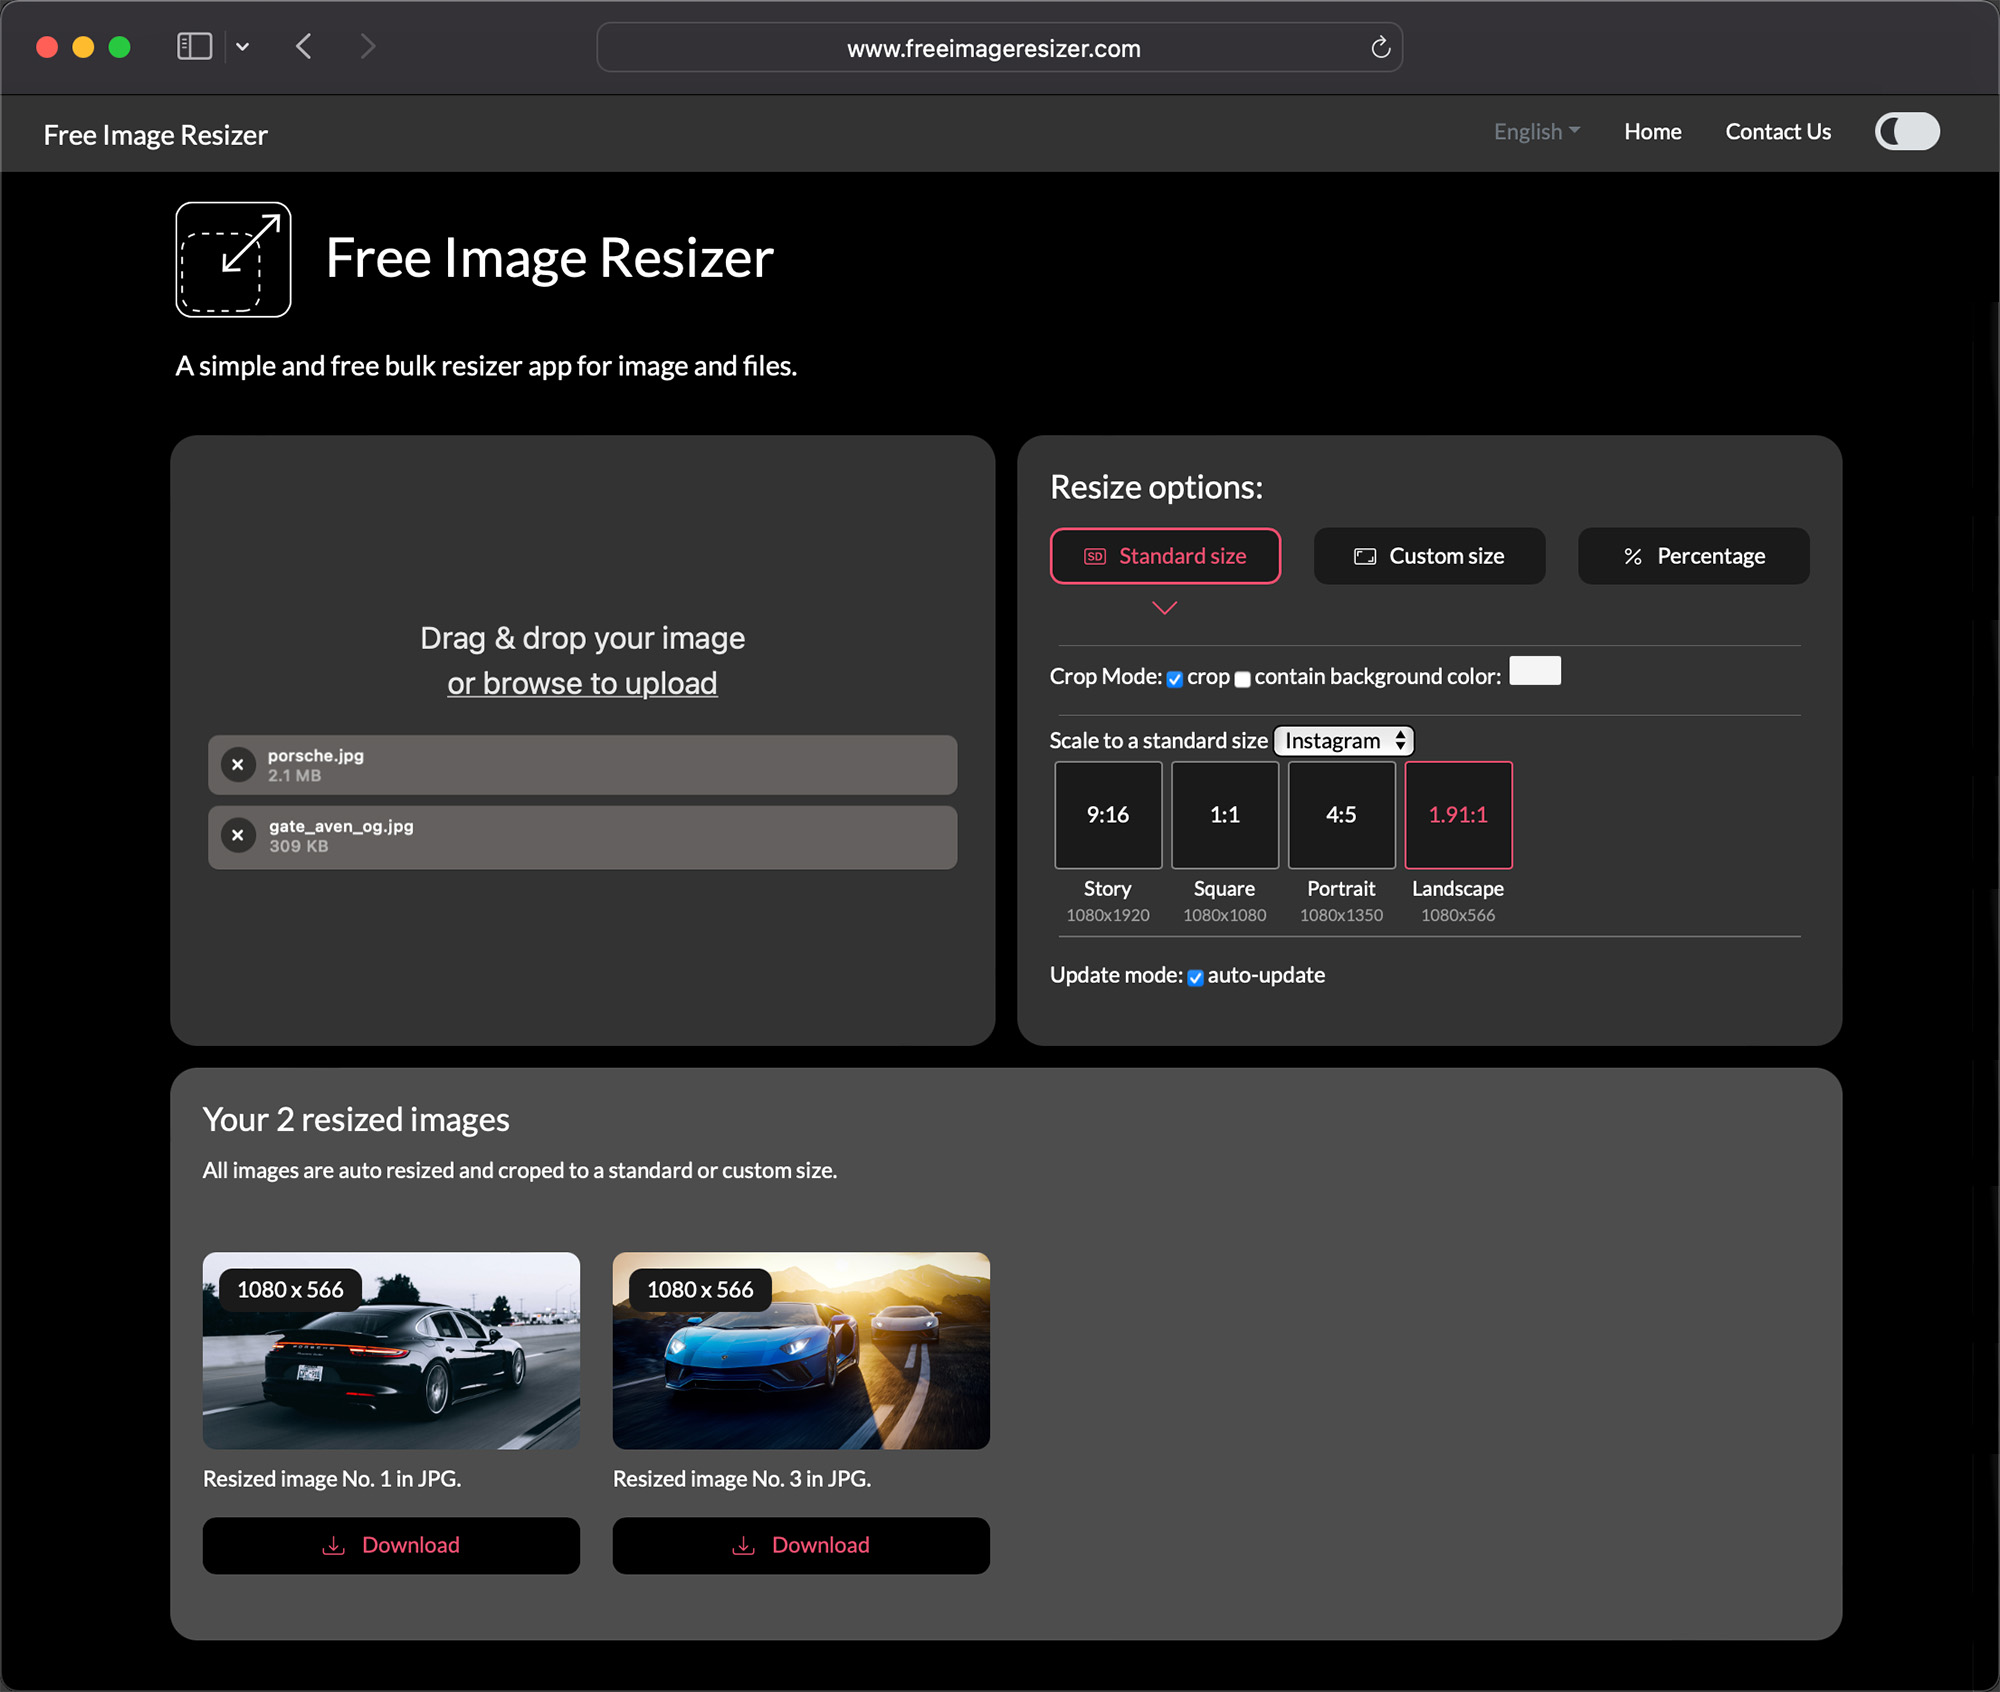 www.freeimageresizer.com
Free Image Resizer
English
Home
Contact Us
Free Image Resizer
A simple and free bulk resizer app for image and files.
Drag & drop your image
or browse to upload
porsche.jpg
2.1 MB
gate_aven_og.jpg
309 KB
Resize options:
SD Standard size
Custom size
% Percentage
Crop Mode: crop contain background color:
Scale to a standard size Instagram
9:16
1:1
4:5
1.91:1
Story
Square
Portrait
Landscape
1080x1920
1080x1080
1080x1350
1080x566
Update mode: auto-update
Your 2 resized images
All images are auto resized and croped to a standard or custom size.
1080 x 566
1080 x 566
PORSCHE
Resized image No. 1 in JPG.
Resized image No. 3 in JPG.
Download
Download